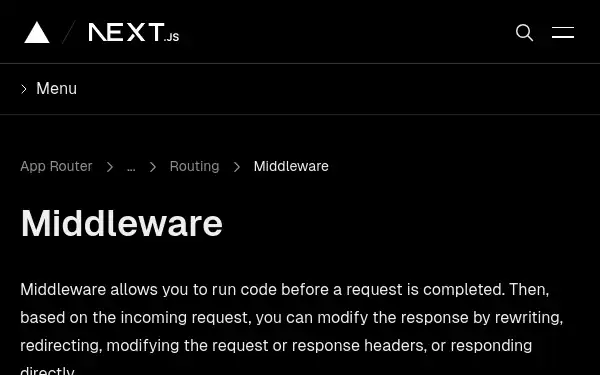 NEXT.JS
Menu
App Router > ... > Routing > Middleware
Middleware
Middleware allows you to run code before a request is completed. Then,
based on the incoming request, you can modify the response by rewriting,
redirecting, modifying the request or response headers, or responding
directly.